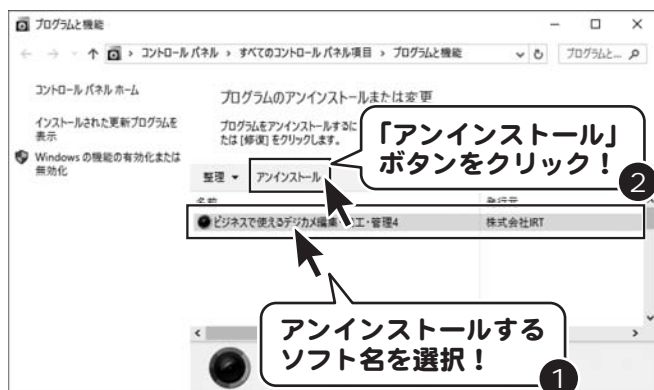 プログラムと機能
コントロール パネル › すべてのコントロール パネル項目 › プログラムと機能
プログラムと...
コントロール パネル ホーム
インストールされた更新プログラムを
表示
Windows の機能の有効化または
無効化
プログラムのアンインストールまたは変更
プログラムをアンインストールするに
たは [修復] をクリックします。
整理 アンインストール
名前 発行元
ビジネスで使えるデジカメ編集・加工・管理4 株式会社IRT
「アンインストール」
ボタンをクリック!
2
アンインストールする
ソフト名を選択!
1